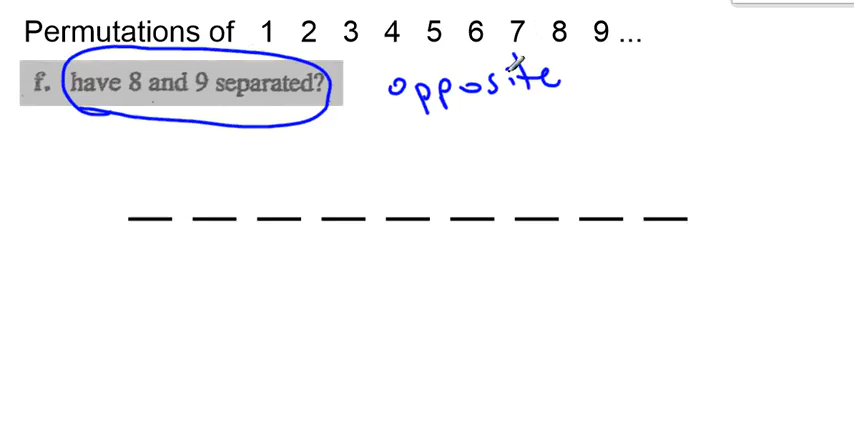 Permutations of 1 2 3 4 5 6 7 8 9 ...
f. have 8 and 9 separated? opposite